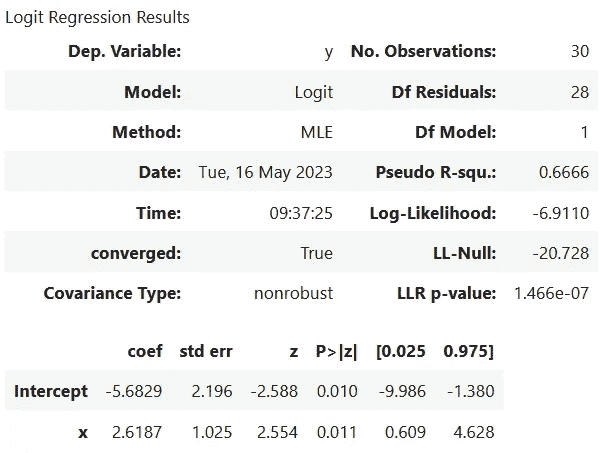 Logit Regression Results
Dep. Variable: y No. Observations: 30
Model: Logit Df Residuals: 28
Method: MLE Df Model: 1
Date: Tue, 16 May 2023 Pseudo R-squ.: 0.6666
Time: 09:37:25 Log-Likelihood: -6.9110
converged: True LL-Null: -20.728
Covariance Type: nonrobust LLR p-value: 1.466e-07
coef std err z P>|z| [0.025 0.975]
Intercept -5.6829 2.196 -2.588 0.010 -9.986 -1.380
x 2.6187 1.025 2.554 0.011 0.609 4.628